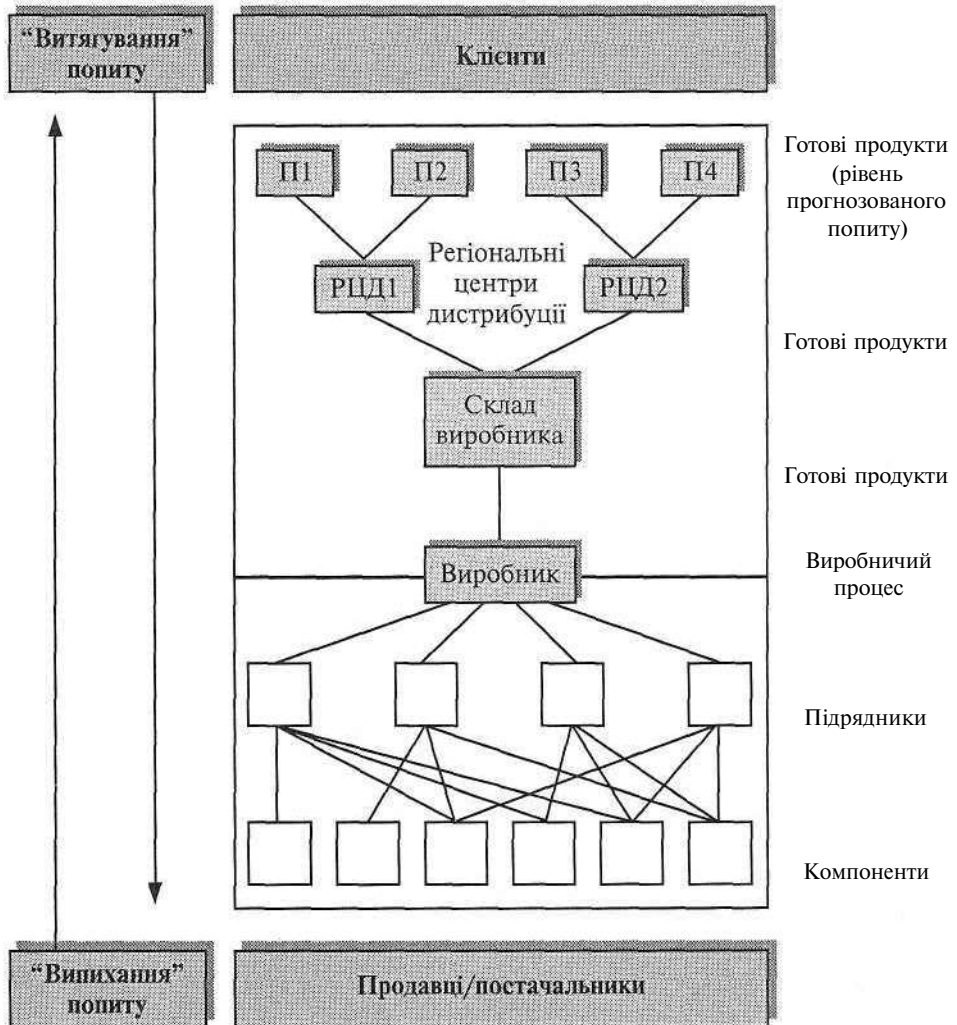 “Витягування”
попиту
Клієнти
П1
П2
П3
П4
Готові продукти
(рівень
прогнозованого
попиту)
РЦД1
Регіональні
центри
дистрибуції
РЦД2
Готові продукти
Склад
виробника
Готові продукти
Виробник
Виробничий
процес
Підрядники
Компоненти
“Випихання”
попиту
Продавці/постачальники